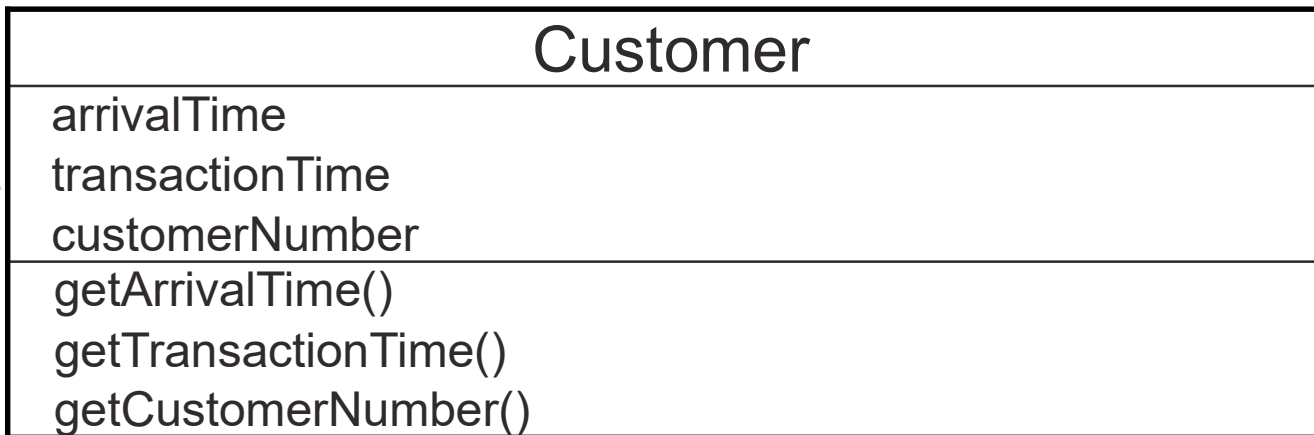 Customer
arrivalTime
transactionTime
customerNumber
getArrivalTime()
getTransactionTime()
getCustomerNumber()